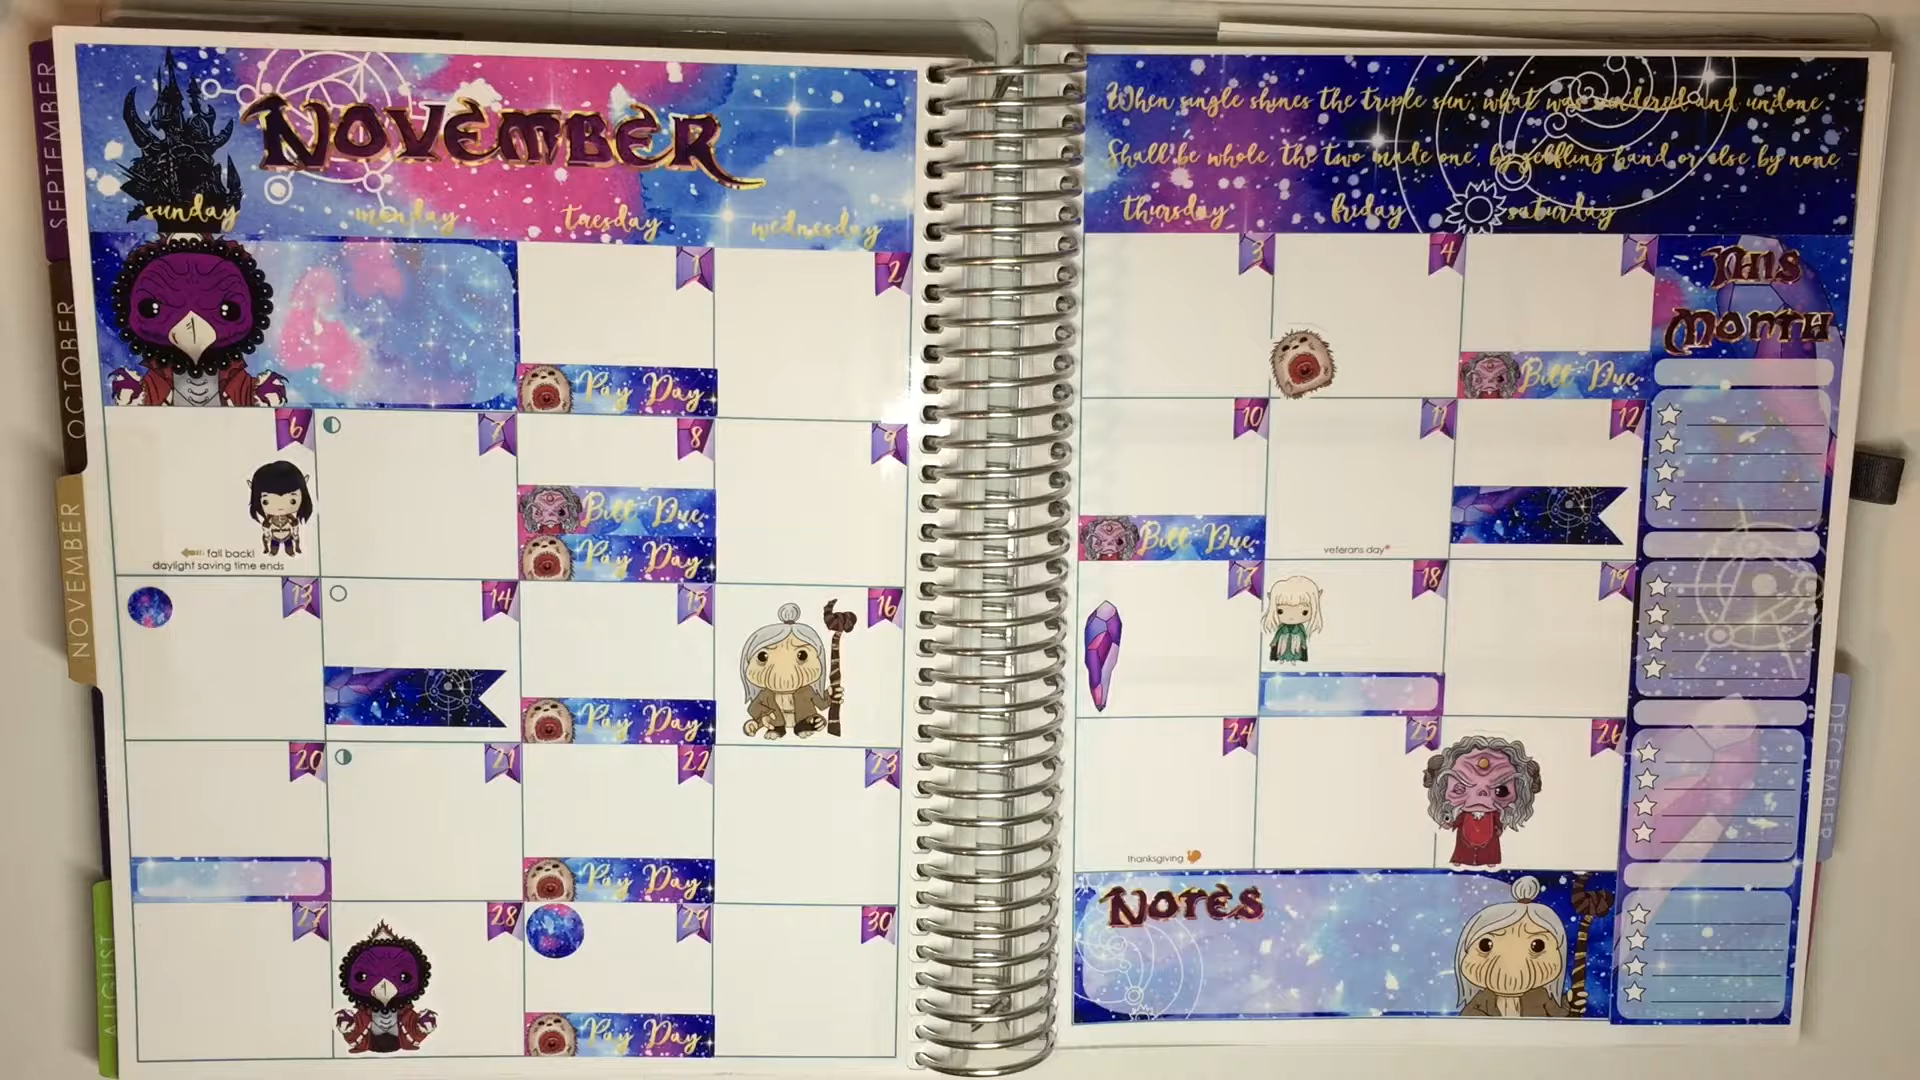 SEPTEMBER
OCTOBER
NOVEMBER
AUGUST
NOVEMBER
sunday monday tuesday wednesday
1 2
Pay Day
6 7 8 9
Bill Due
fall back!
daylight saving time ends
Pay Day
13 14 15 16
Pay Day
20 21 22 23
Pay Day
27 28 29 30
Pay Day
When single shines the triple sun, what was sundered and undone
Shall be whole, the two made one, by gelfling hand or else by none
thursday friday saturday
3 4 5
Bill Due
10 11 12
Bill Due
veterans day*
17 18 19
24 25 26
thanksgiving
NOTES
THIS
MONTH
DECEMBER